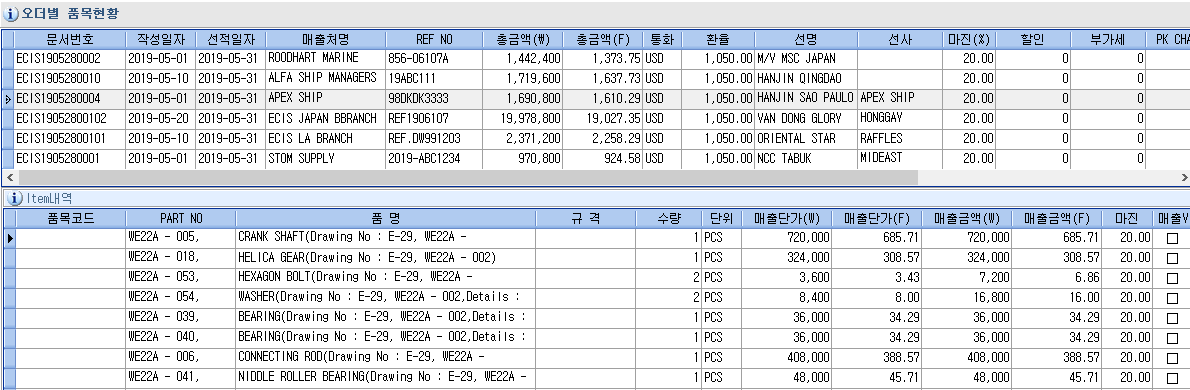 오더별 품목현황
문서번호 작성일자 선적일자 매출처명 REF NO 총금액(₩) 총금액(F) 통화 환율 선명 선사 마진(%) 할인 부가세 PK CHA
ECIS1905280002 2019-05-01 2019-05-31 ROODHART MARINE 856-06107A 1,442,400 1,373.75 USD 1,050.00 M/V MSC JAPAN 20.00 0 0
ECIS1905280010 2019-05-10 2019-05-31 ALFA SHIP MANAGERS 19ABC111 1,719,600 1,637.73 USD 1,050.00 HANJIN QINGDAO 20.00 0 0
ECIS1905280004 2019-05-01 2019-05-31 APEX SHIP 98DKDK3333 1,690,800 1,610.29 USD 1,050.00 HANJIN SAO PAULO APEX SHIP 20.00 0 0
ECIS19052800102 2019-05-20 2019-05-31 ECIS JAPAN BBRANCH REF1906107 19,978,800 19,027.35 USD 1,050.00 VAN DONG GLORY HONGGAY 20.00 0 0
ECIS19052800101 2019-05-10 2019-05-31 ECIS LA BRANCH REF.DW991203 2,371,200 2,258.29 USD 1,050.00 ORIENTAL STAR RAFFLES 20.00 0 0
ECIS1905280001 2019-05-01 2019-05-31 STOM SUPPLY 2019-ABC1234 970,800 924.58 USD 1,050.00 NCC TABUK MIDEAST 20.00 0 0
Item내역
품목코드 PART NO 품 명 규 격 수량 단위 매출단가(W) 매출단가(F) 매출금액(W) 매출금액(F) 마진 매출V
WE22A - 005, CRANK SHAFT(Drawing No : E-29, WE22A - 1 PCS 720,000 685.71 720,000 685.71 20.00
WE22A - 018, HELICA GEAR(Drawing No : E-29, WE22A - 002) 1 PCS 324,000 308.57 324,000 308.57 20.00
WE22A - 053, HEXAGON BOLT(Drawing No : E-29, WE22A - 2 PCS 3,600 3.43 7,200 6.86 20.00
WE22A - 054, WASHER(Drawing No : E-29, WE22A - 002,Details : 2 PCS 8,400 8.00 16,800 16.00 20.00
WE22A - 039, BEARING(Drawing No : E-29, WE22A - 002,Details : 1 PCS 36,000 34.29 36,000 34.29 20.00
WE22A - 040, BEARING(Drawing No : E-29, WE22A - 002,Details : 1 PCS 36,000 34.29 36,000 34.29 20.00
WE22A - 006, CONNECTING ROD(Drawing No : E-29, WE22A - 1 PCS 408,000 388.57 408,000 388.57 20.00
WE22A - 041, NIDDLE ROLLER BEARING(Drawing No : E-29, WE22A - 1 PCS 48,000 45.71 48,000 45.71 20.00